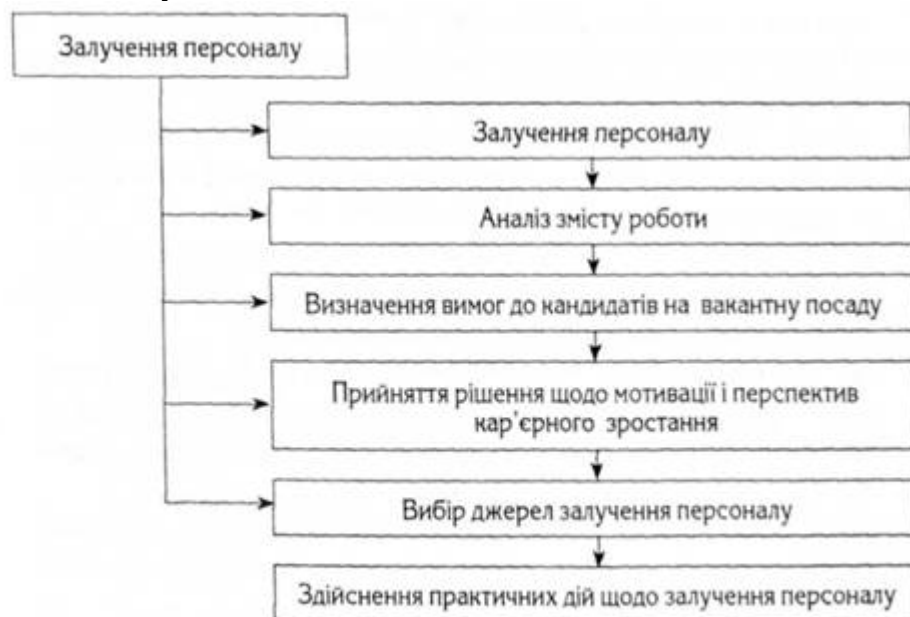 Залучення персоналу
Залучення персоналу
Аналіз змісту роботи
Визначення вимог до кандидатів на вакантну посаду
Прийняття рішення щодо мотивації і перспектив
кар’єрного зростання
Вибір джерел залучення персоналу
Здійснення практичних дій щодо залучення персоналу